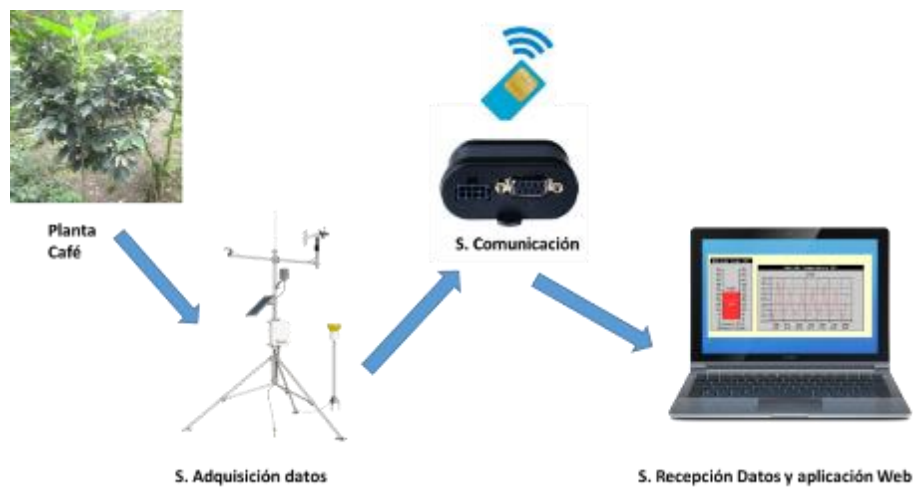 Planta
Café
S. Comunicación
S. Adquisición datos
S. Recepción Datos y aplicación Web